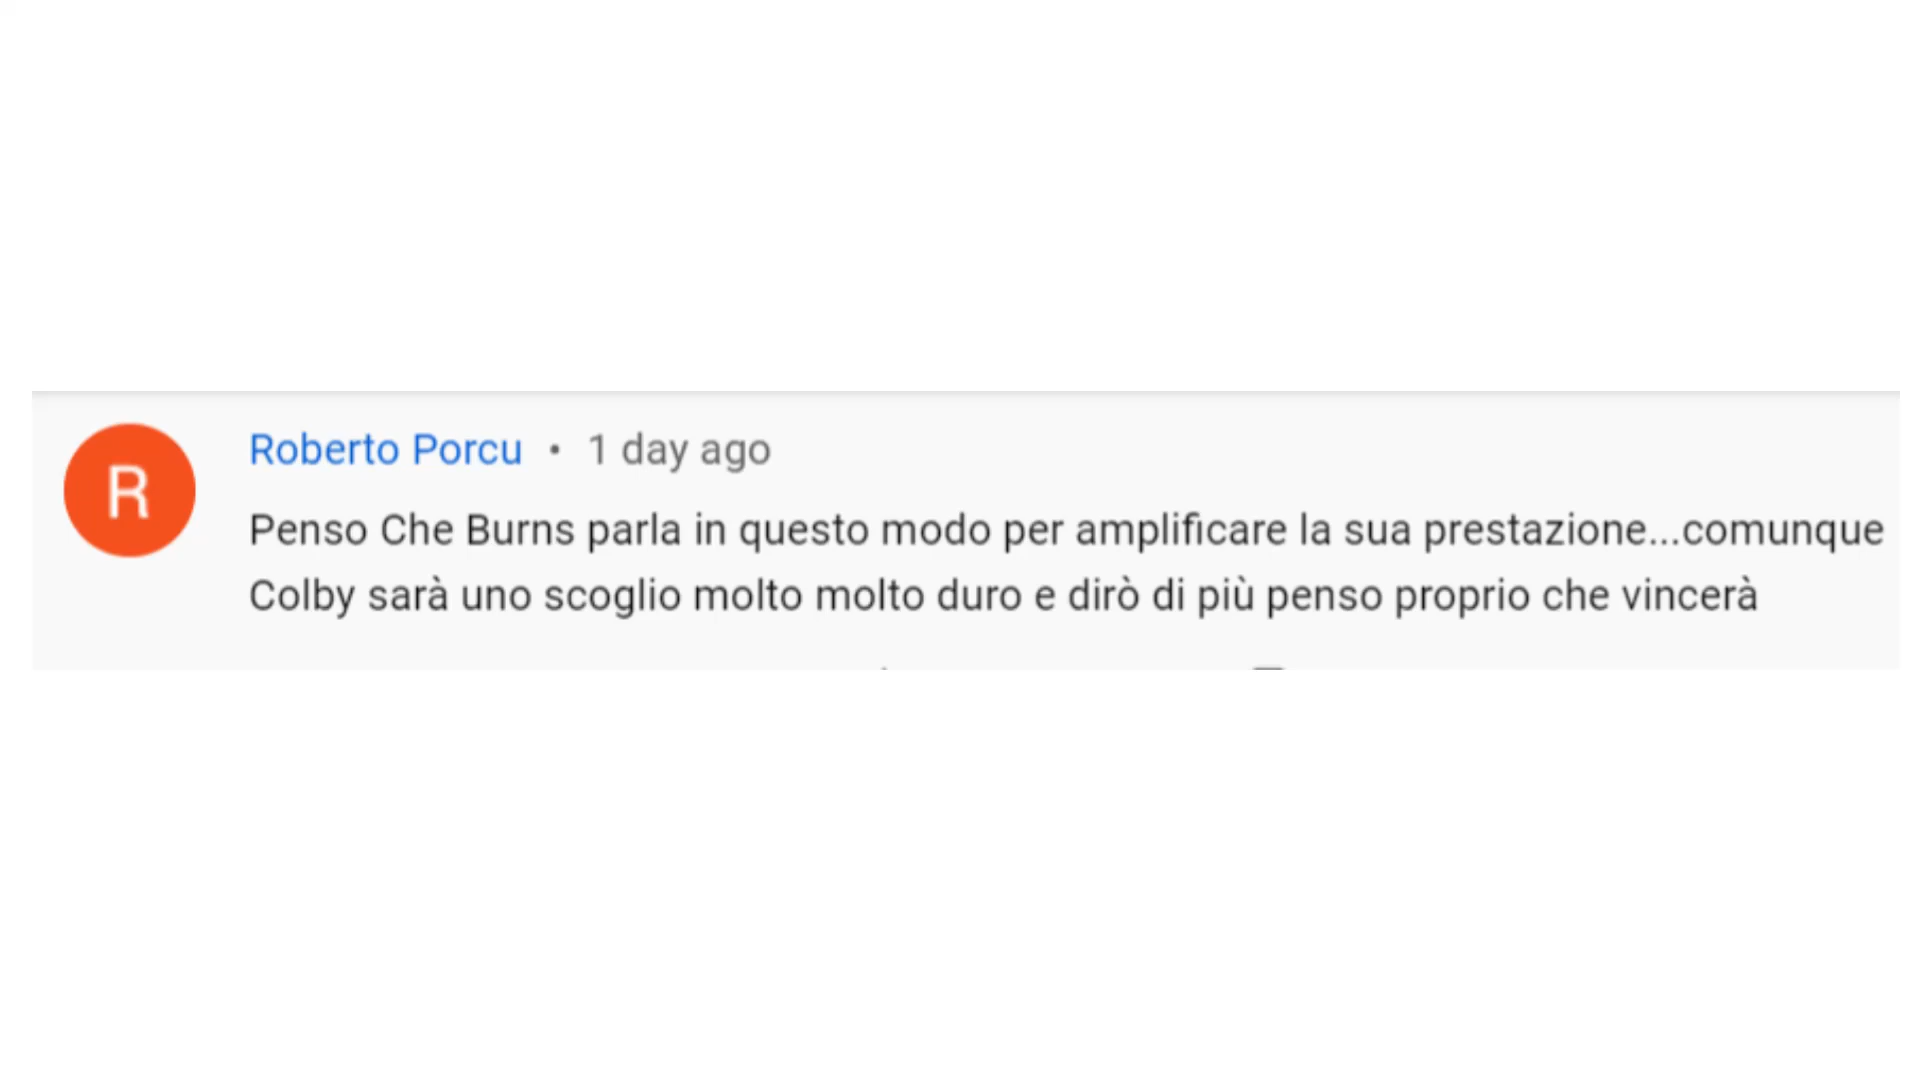 R
Roberto Porcu • 1 day ago
Penso Che Burns parla in questo modo per amplificare la sua prestazione...comunque
Colby sarà uno scoglio molto molto duro e dirò di più penso proprio che vincerà